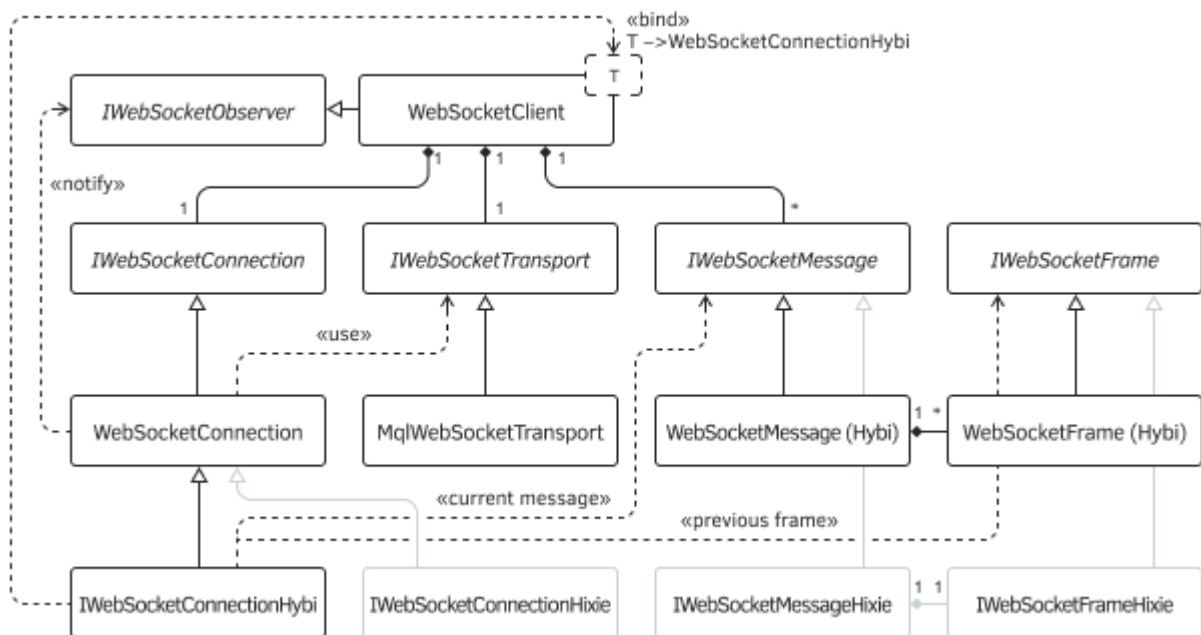 «bind»
T –>WebSocketConnectionHybi
T
IWebSocketObserver
WebSocketClient
1
1
1
«notify»
1
1
*
IWebSocketConnection
IWebSocketTransport
IWebSocketMessage
IWebSocketFrame
«use»
WebSocketConnection
MqlWebSocketTransport
WebSocketMessage (Hybi)
1
*
WebSocketFrame (Hybi)
«current message»
«previous frame»
IWebSocketConnectionHybi
IWebSocketConnectionHixie
IWebSocketMessageHixie
1
1
IWebSocketFrameHixie